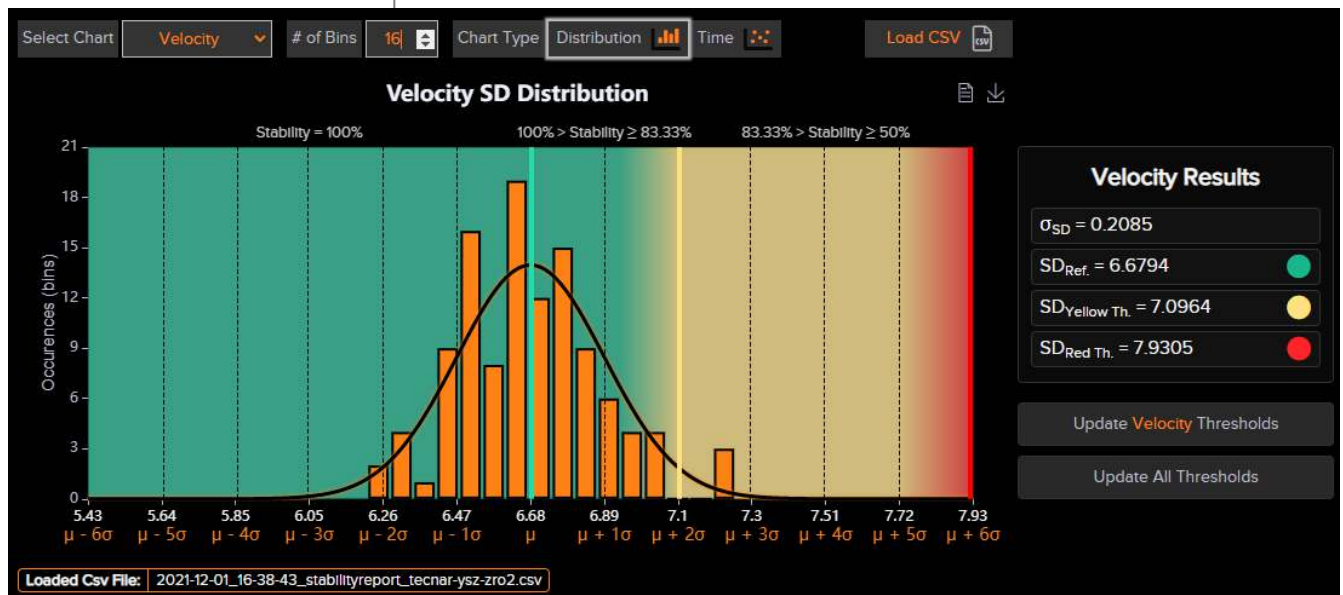 Select Chart Velocity # of Bins 16 Chart Type Distribution Time Load CSV
Velocity SD Distribution
Stability = 100% 100% > Stability ≥ 83.33% 83.33% > Stability ≥ 50%
21
18
15
12
9
6
3
0
Occurences (bins)
5.43 5.64 5.85 6.05 6.26 6.47 6.68 6.89 7.1 7.3 7.51 7.72 7.93
μ - 6σ μ - 5σ μ - 4σ μ - 3σ μ - 2σ μ - 1σ μ μ + 1σ μ + 2σ μ + 3σ μ + 4σ μ + 5σ μ + 6σ
Velocity Results
σSD = 0.2085
SDRef. = 6.6794
SDYellow Th. = 7.0964
SDRed Th. = 7.9305
Update Velocity Thresholds
Update All Thresholds
Loaded Csv File: 2021-12-01_16-38-43_stabilityreport_tecnar-ysz-zro2.csv